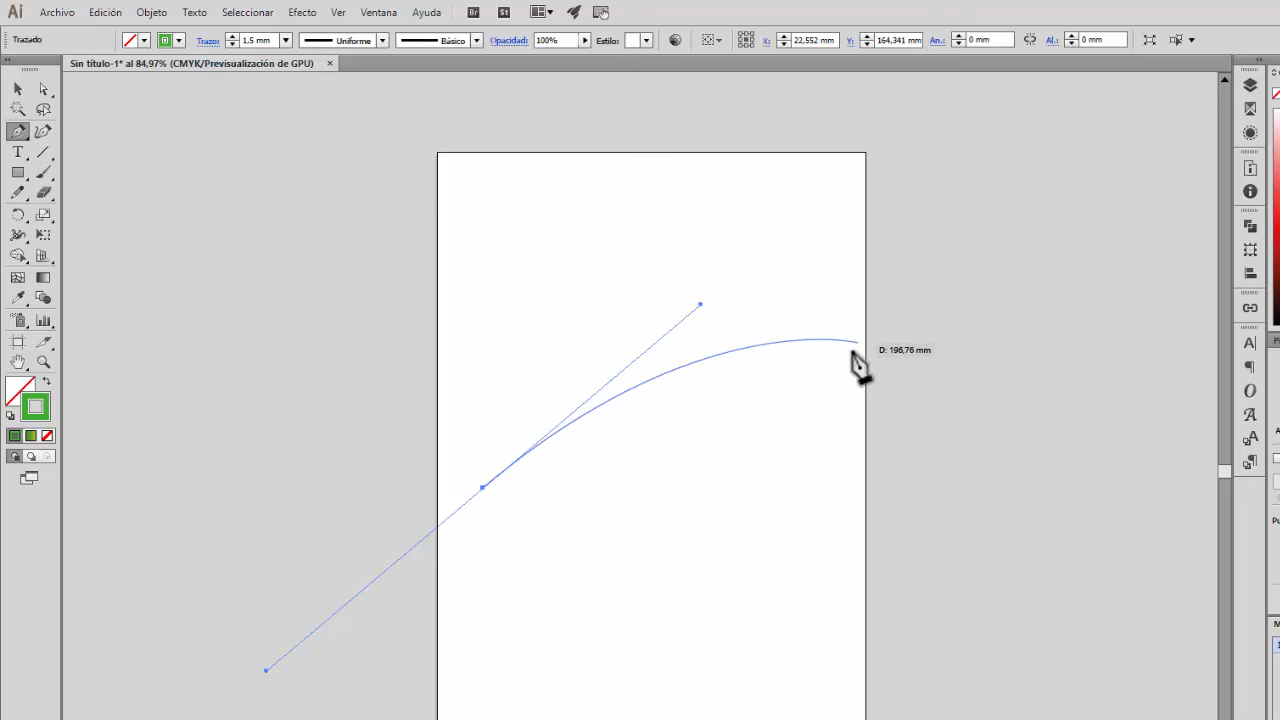 Ai Archivo Edición Objeto Texto Seleccionar Efecto Ver Ventana Ayuda Br St
Trazado Trazo: 1,5 mm Uniforme Básico Opacidad: 100% Estilo: X: 22,552 mm Y: 164,341 mm An.: 0 mm Al.: 0 mm
Sin título-1* al 84,97% (CMYK/Previsualización de GPU) ×
D: 196,76 mm